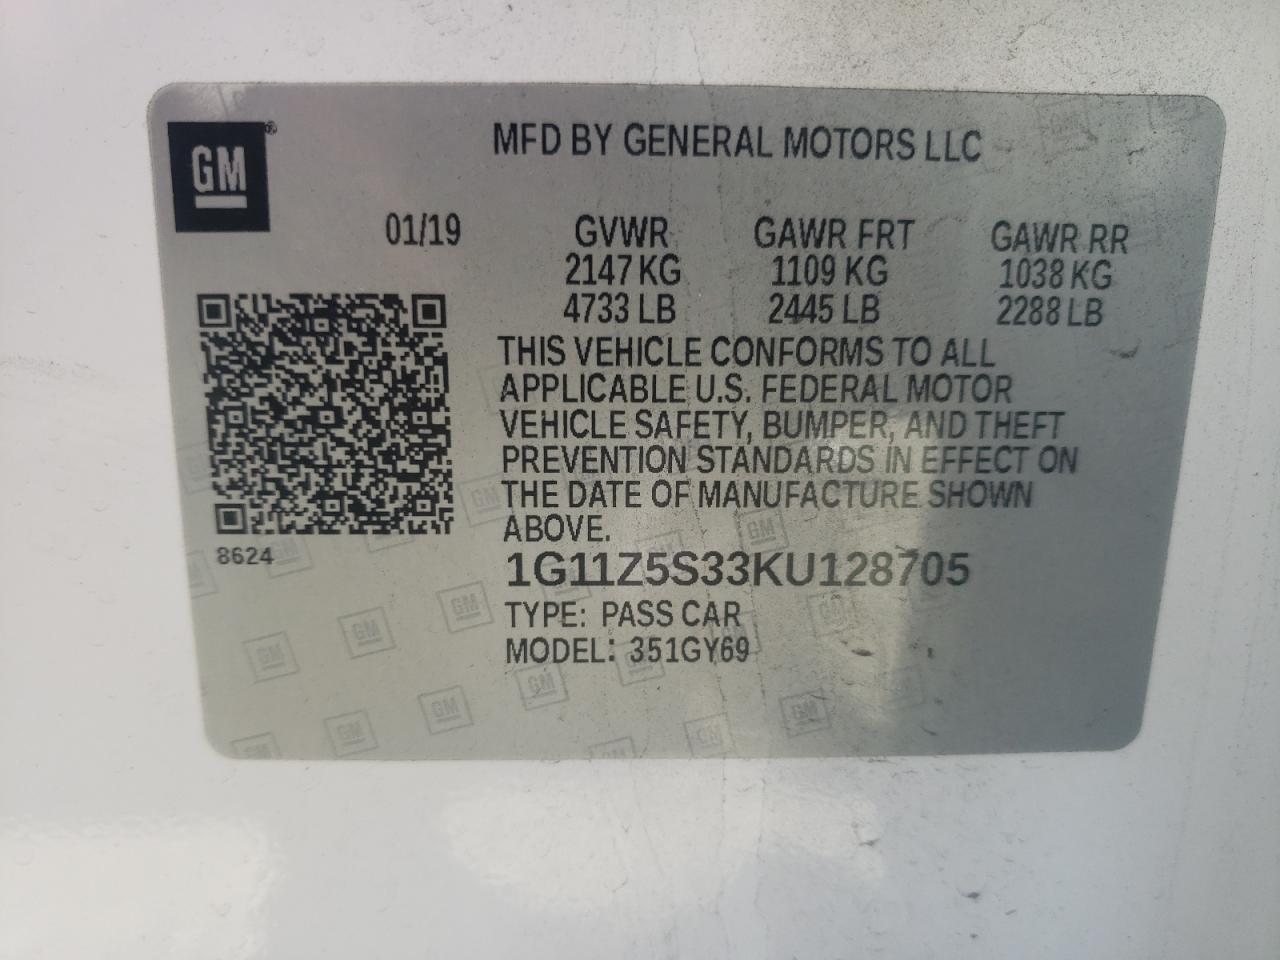 GM®
MFD BY GENERAL MOTORS LLC
01/19 GVWR GAWR FRT GAWR RR
2147 KG 1109 KG 1038 KG
4733 LB 2445 LB 2288 LB
THIS VEHICLE CONFORMS TO ALL
APPLICABLE U.S. FEDERAL MOTOR
VEHICLE SAFETY, BUMPER, AND THEFT
PREVENTION STANDARDS IN EFFECT ON
THE DATE OF MANUFACTURE SHOWN
ABOVE.
8624
1G11Z5S33KU128705
TYPE: PASS CAR
MODEL: 351GY69